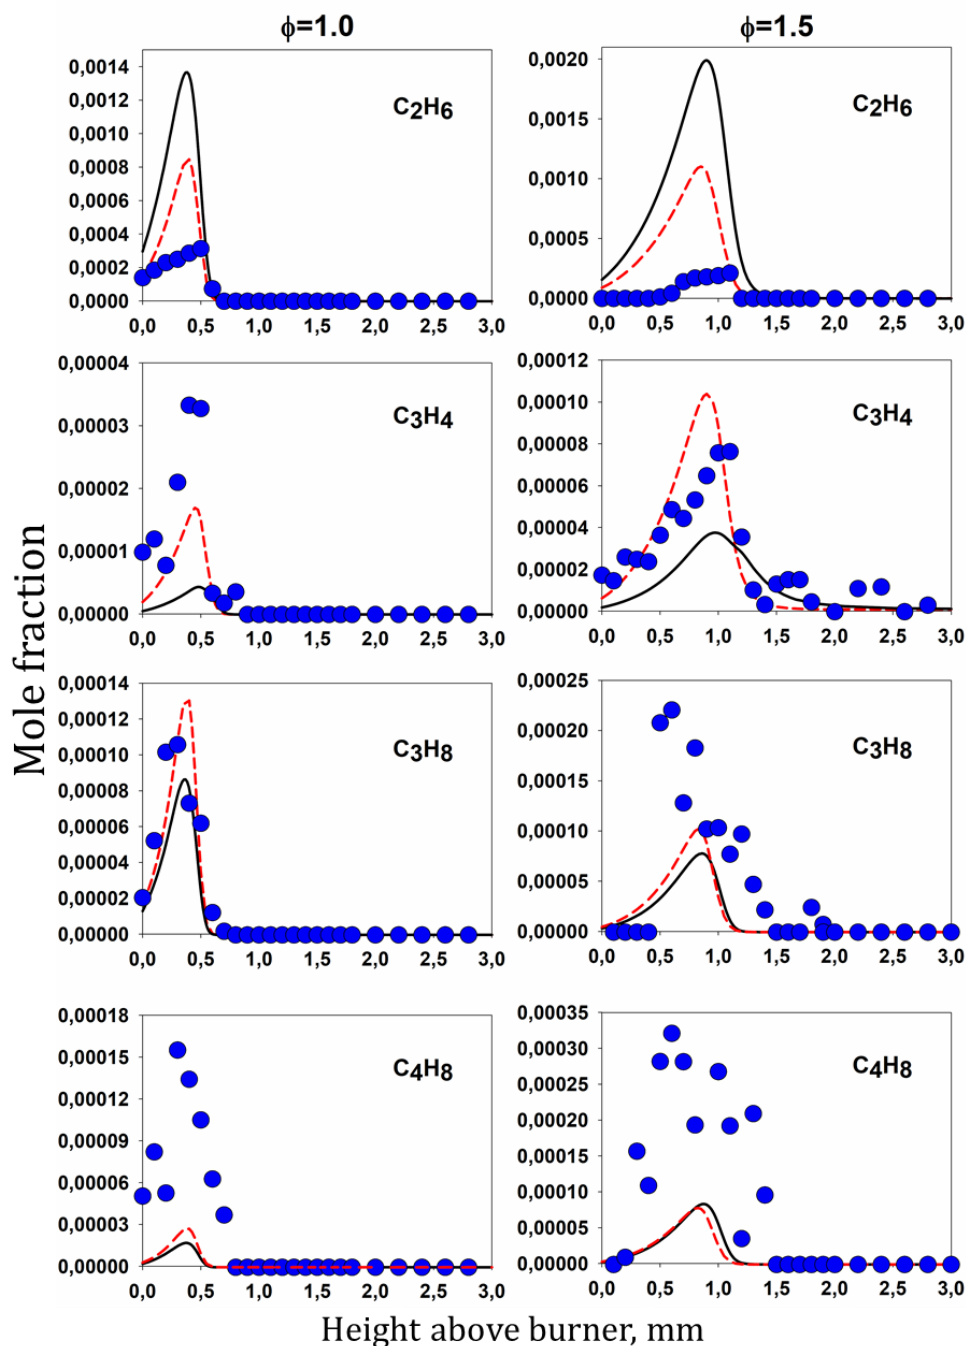 ϕ=1.0
ϕ=1.5
Mole fraction
0,0014
0,0012
0,0010
0,0008
0,0006
0,0004
0,0002
0,0000
C2H6
0,0 0,5 1,0 1,5 2,0 2,5 3,0
0,0020
0,0015
0,0010
0,0005
0,0000
C2H6
0,0 0,5 1,0 1,5 2,0 2,5 3,0
0,00004
0,00003
0,00002
0,00001
0,00000
C3H4
0,0 0,5 1,0 1,5 2,0 2,5 3,0
0,00012
0,00010
0,00008
0,00006
0,00004
0,00002
0,00000
C3H4
0,0 0,5 1,0 1,5 2,0 2,5 3,0
0,00014
0,00012
0,00010
0,00008
0,00006
0,00004
0,00002
0,00000
C3H8
0,0 0,5 1,0 1,5 2,0 2,5 3,0
0,00025
0,00020
0,00015
0,00010
0,00005
0,00000
C3H8
0,0 0,5 1,0 1,5 2,0 2,5 3,0
0,00018
0,00015
0,00012
0,00009
0,00006
0,00003
0,00000
C4H8
0,0 0,5 1,0 1,5 2,0 2,5 3,0
0,00035
0,00030
0,00025
0,00020
0,00015
0,00010
0,00005
0,00000
C4H8
0,0 0,5 1,0 1,5 2,0 2,5 3,0
Height above burner, mm